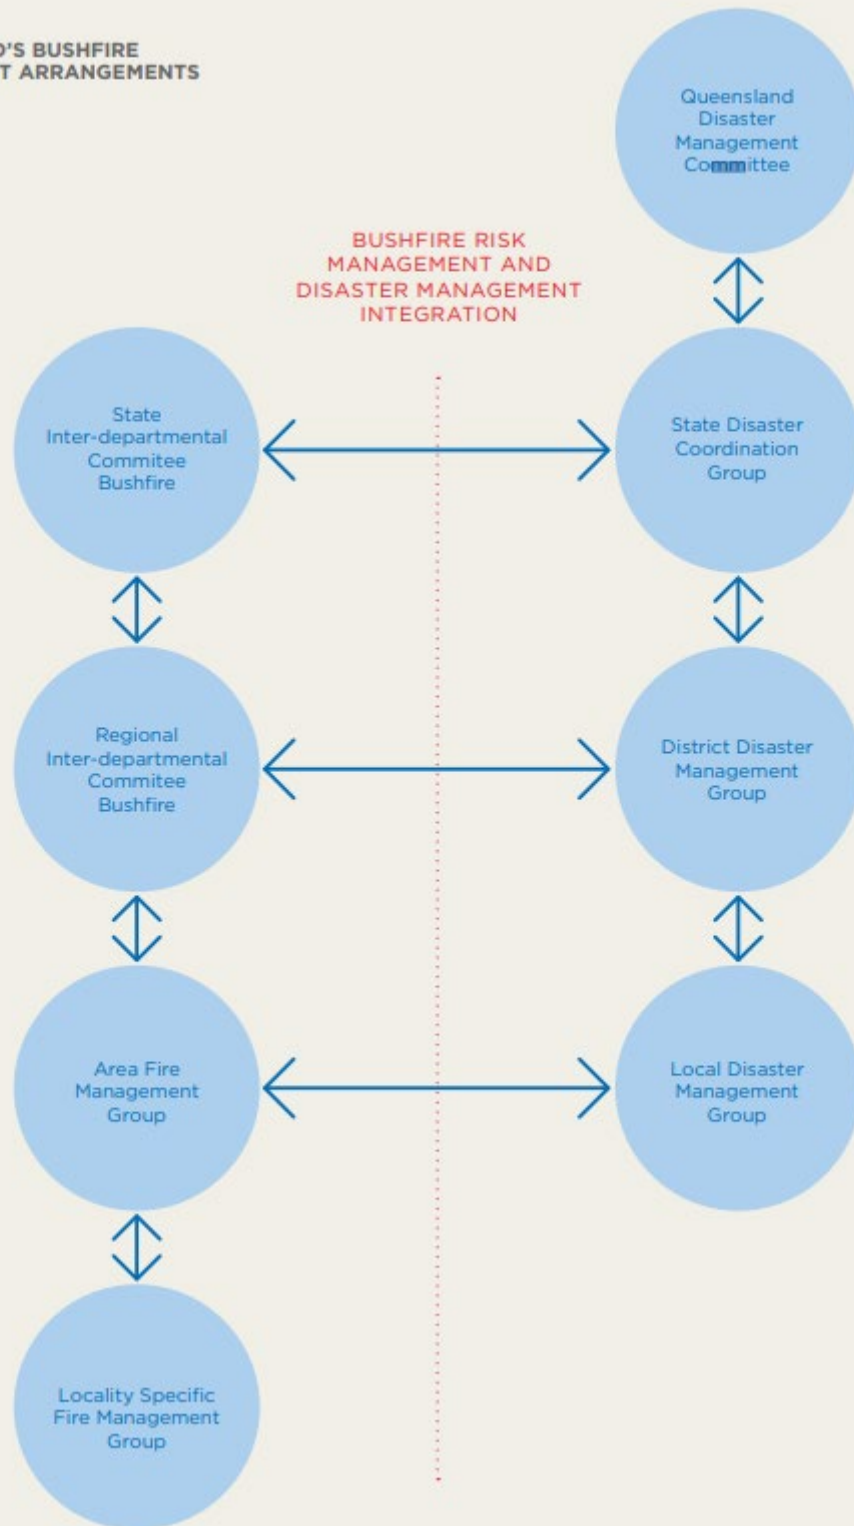 'S BUSHFIRE
T ARRANGEMENTS
Queensland
Disaster
Management
Committee
BUSHFIRE RISK
MANAGEMENT AND
DISASTER MANAGEMENT
INTEGRATION
State
Inter-departmental
Commitee
Bushfire
State Disaster
Coordination
Group
Regional
Inter-departmental
Commitee
Bushfire
District Disaster
Management
Group
Area Fire
Management
Group
Local Disaster
Management
Group
Locality Specific
Fire Management
Group